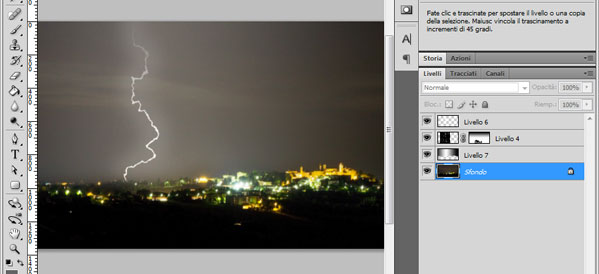 Fate clic e trascinate per spostare il livello o una copia
della selezione. Maiusc vincola il trascinamento a
incrementi di 45 gradi.
Storia Azioni
Livelli Tracciati Canali
Normale Opacità: 100%
Bloc.: Riemp.: 100%
Livello 6
Livello 4
Livello 7
Sfondo